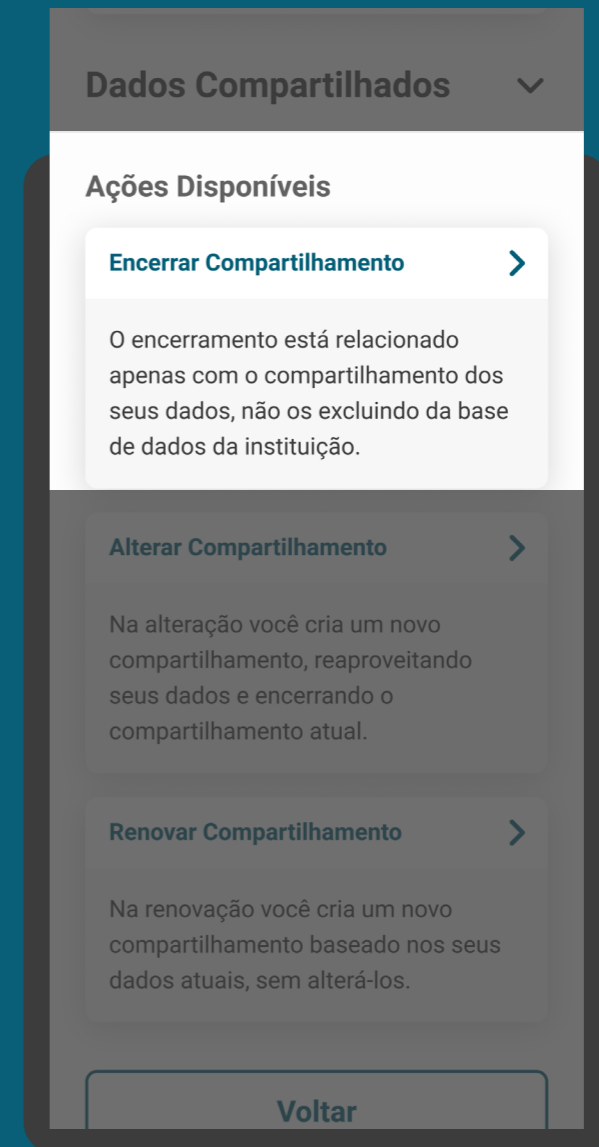 Dados Compartilhados
Ações Disponíveis
Encerrar Compartilhamento
O encerramento está relacionado
apenas com o compartilhamento dos
seus dados, não os excluindo da base
de dados da instituição.
Alterar Compartilhamento
Na alteração você cria um novo
compartilhamento, reaproveitando
seus dados e encerrando o
compartilhamento atual.
Renovar Compartilhamento
Na renovação você cria um novo
compartilhamento baseado nos seus
dados atuais, sem alterá-los.
Voltar